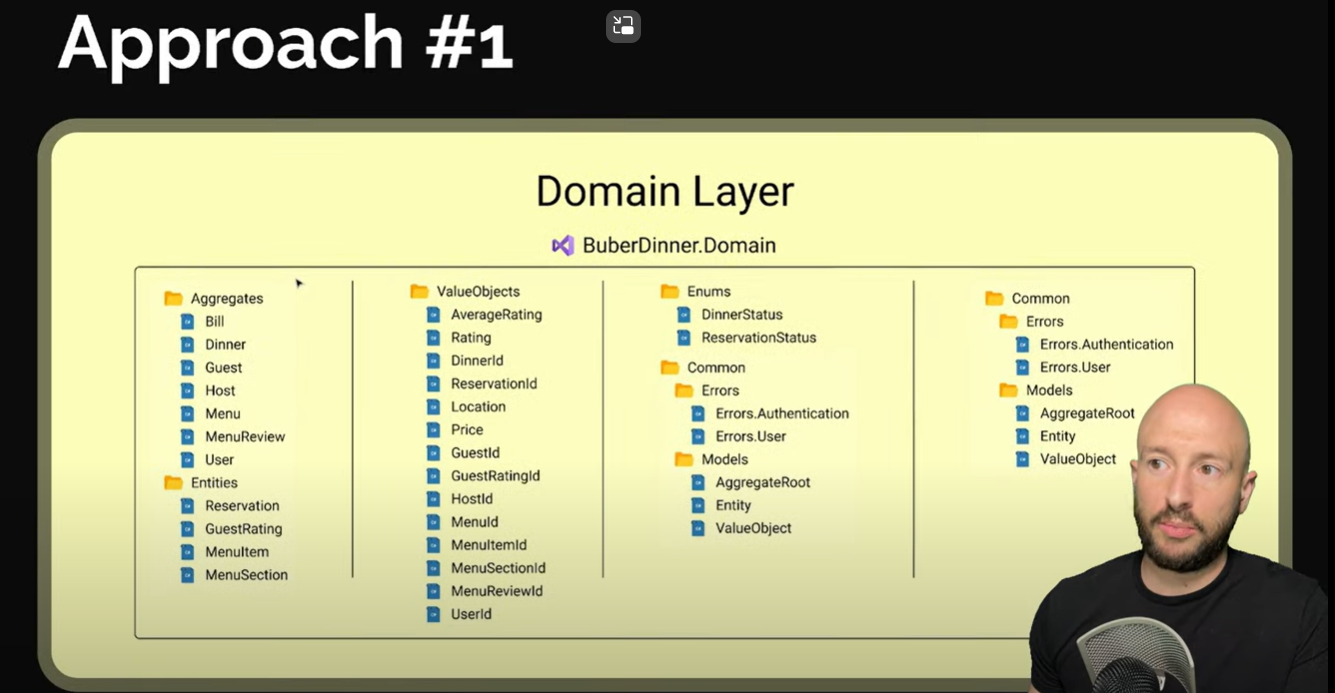 Approach #1
Domain Layer
BuberDinner.Domain
Aggregates
Bill
Dinner
Guest
Host
Menu
MenuReview
User
Entities
Reservation
GuestRating
MenuItem
MenuSection
ValueObjects
AverageRating
Rating
DinnerId
ReservationId
Location
Price
GuestId
GuestRatingId
HostId
MenuId
MenuItemId
MenuSectionId
MenuReviewId
UserId
Enums
DinnerStatus
ReservationStatus
Common
Errors
Errors.Authentication
Errors.User
Models
AggregateRoot
Entity
ValueObject
Common
Errors
Errors.Authentication
Errors.User
Models
AggregateRoot
Entity
ValueObject